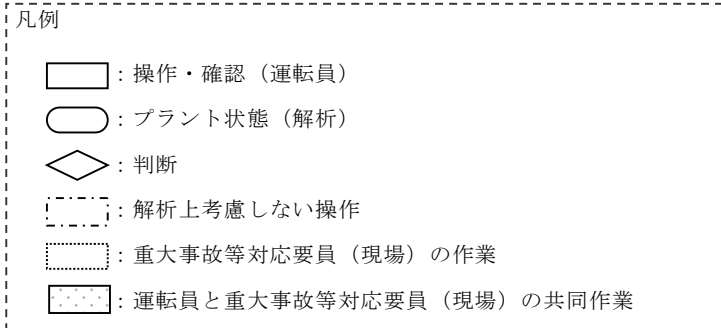 凡例
：操作・確認（運転員）
：プラント状態（解析）
：判断
：解析上考慮しない操作
：重大事故等対応要員（現場）の作業
：運転員と重大事故等対応要員（現場）の共同作業